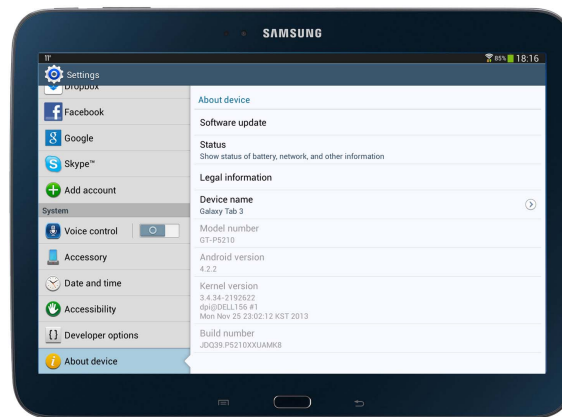 SAMSUNG
11°
85% 18:16
Settings
Dropbox
Facebook
Google
Skype™
Add account
System
Voice control
Accessory
Date and time
Accessibility
Developer options
About device
About device
Software update
Status
Show status of battery, network, and other information
Legal information
Device name
Galaxy Tab 3
Model number
GT-P5210
Android version
4.2.2
Kernel version
3.4.34-2192622
dpi@DELL156 #1
Mon Nov 25 23:02:12 KST 2013
Build number
JDQ39.P5210XXUAMK8